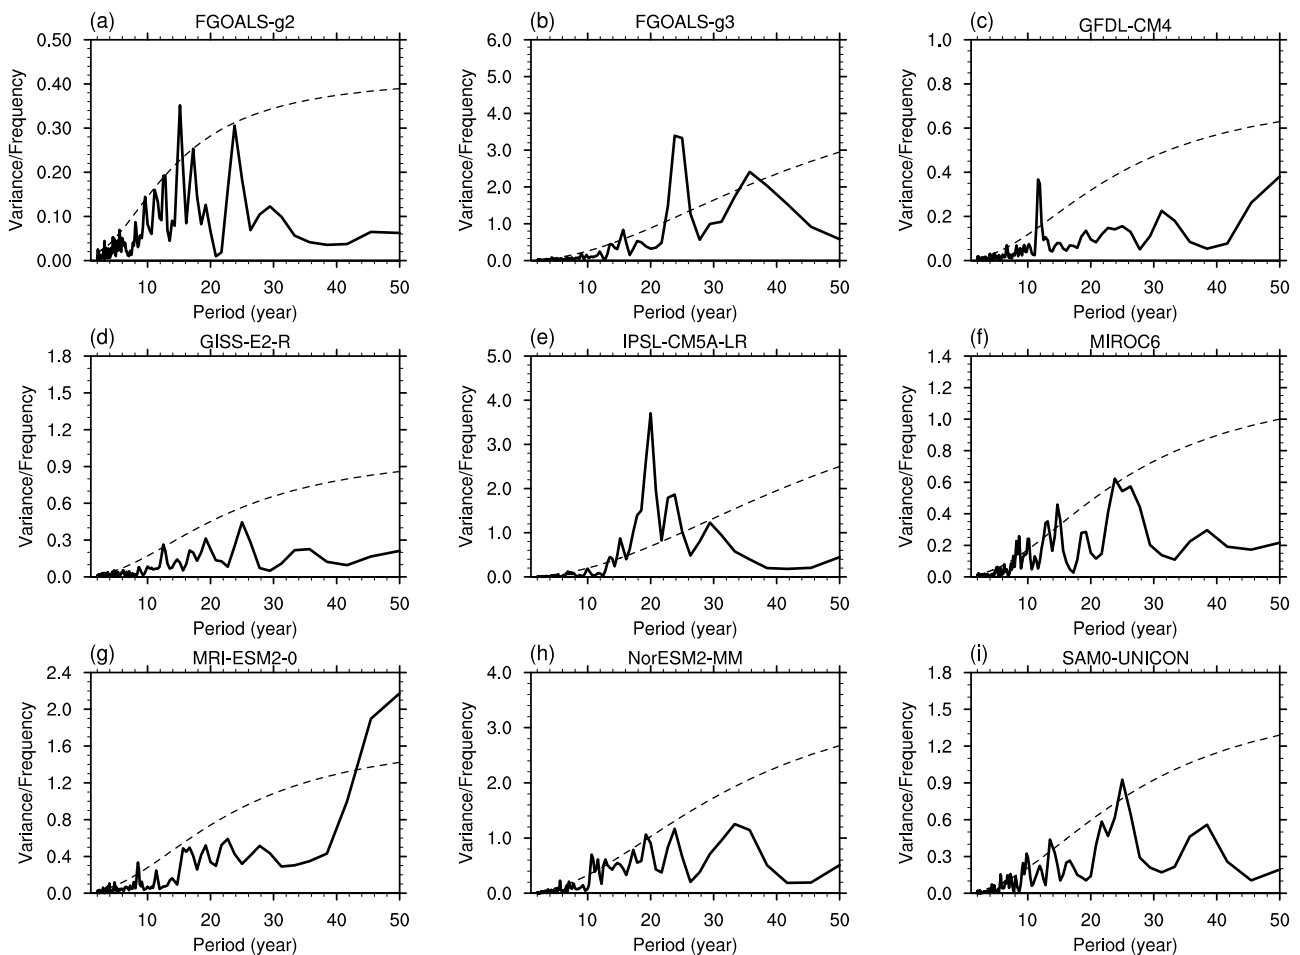 (a) FGOALS-g2
Variance/Frequency
0.50
0.40
0.30
0.20
0.10
0.00
10 20 30 40 50
Period (year)
(b) FGOALS-g3
Variance/Frequency
6.0
5.0
4.0
3.0
2.0
1.0
0.0
10 20 30 40 50
Period (year)
(c) GFDL-CM4
Variance/Frequency
1.0
0.8
0.6
0.4
0.2
0.0
10 20 30 40 50
Period (year)
(d) GISS-E2-R
Variance/Frequency
1.8
1.5
1.2
0.9
0.6
0.3
0.0
10 20 30 40 50
Period (year)
(e) IPSL-CM5A-LR
Variance/Frequency
5.0
4.0
3.0
2.0
1.0
0.0
10 20 30 40 50
Period (year)
(f) MIROC6
Variance/Frequency
1.4
1.2
1.0
0.8
0.6
0.4
0.2
0.0
10 20 30 40 50
Period (year)
(g) MRI-ESM2-0
Variance/Frequency
2.4
2.0
1.6
1.2
0.8
0.4
0.0
10 20 30 40 50
Period (year)
(h) NorESM2-MM
Variance/Frequency
4.0
3.0
2.0
1.0
0.0
10 20 30 40 50
Period (year)
(i) SAM0-UNICON
Variance/Frequency
1.8
1.5
1.2
0.9
0.6
0.3
0.0
10 20 30 40 50
Period (year)